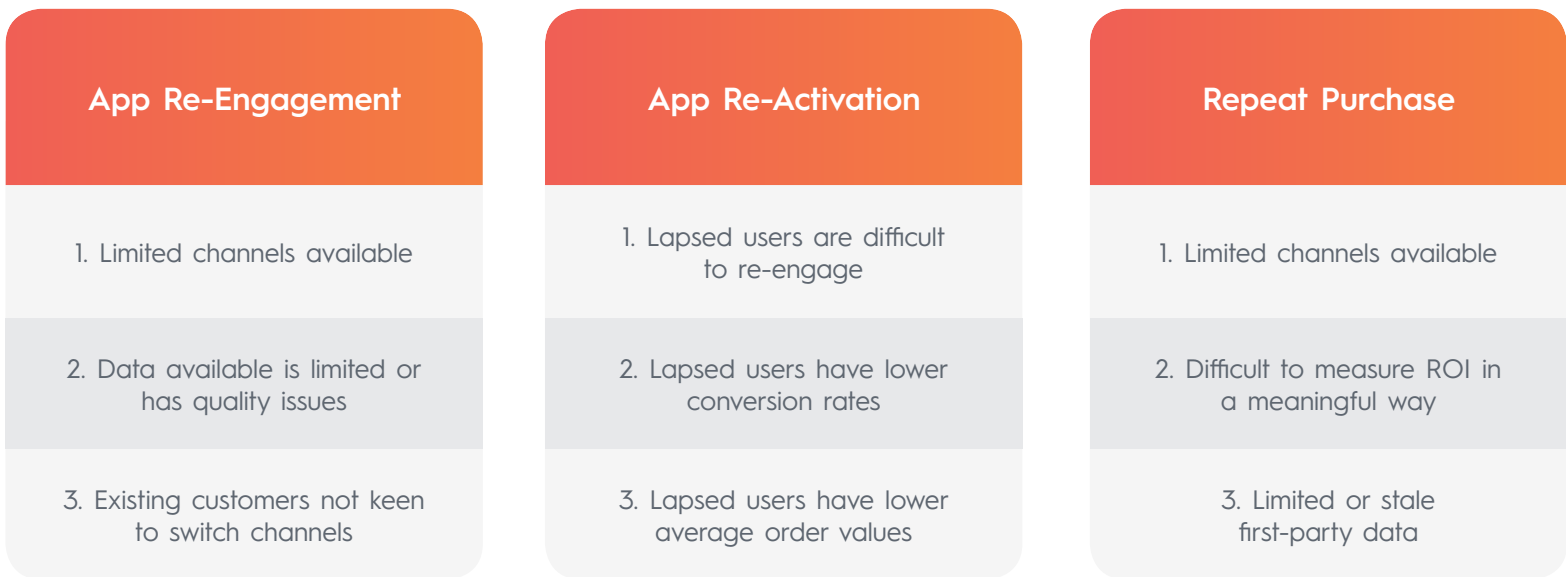 App Re-Engagement
1. Limited channels available
2. Data available is limited or
has quality issues
3. Existing customers not keen
to switch channels
App Re-Activation
1. Lapsed users are difficult
to re-engage
2. Lapsed users have lower
conversion rates
3. Lapsed users have lower
average order values
Repeat Purchase
1. Limited channels available
2. Difficult to measure ROI in
a meaningful way
3. Limited or stale
first-party data